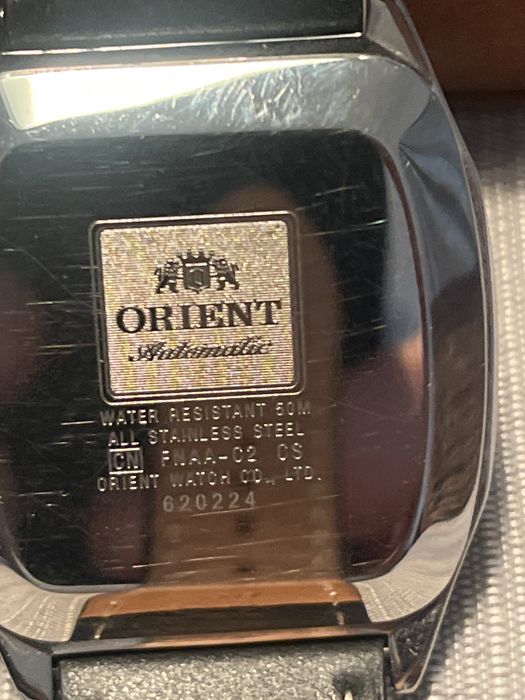 ORIENT
Automatic
WATER RESISTANT 50M
ALL STAINLESS STEEL
CN FNAA-C2 CS
ORIENT WATCH CO., LTD.
620224